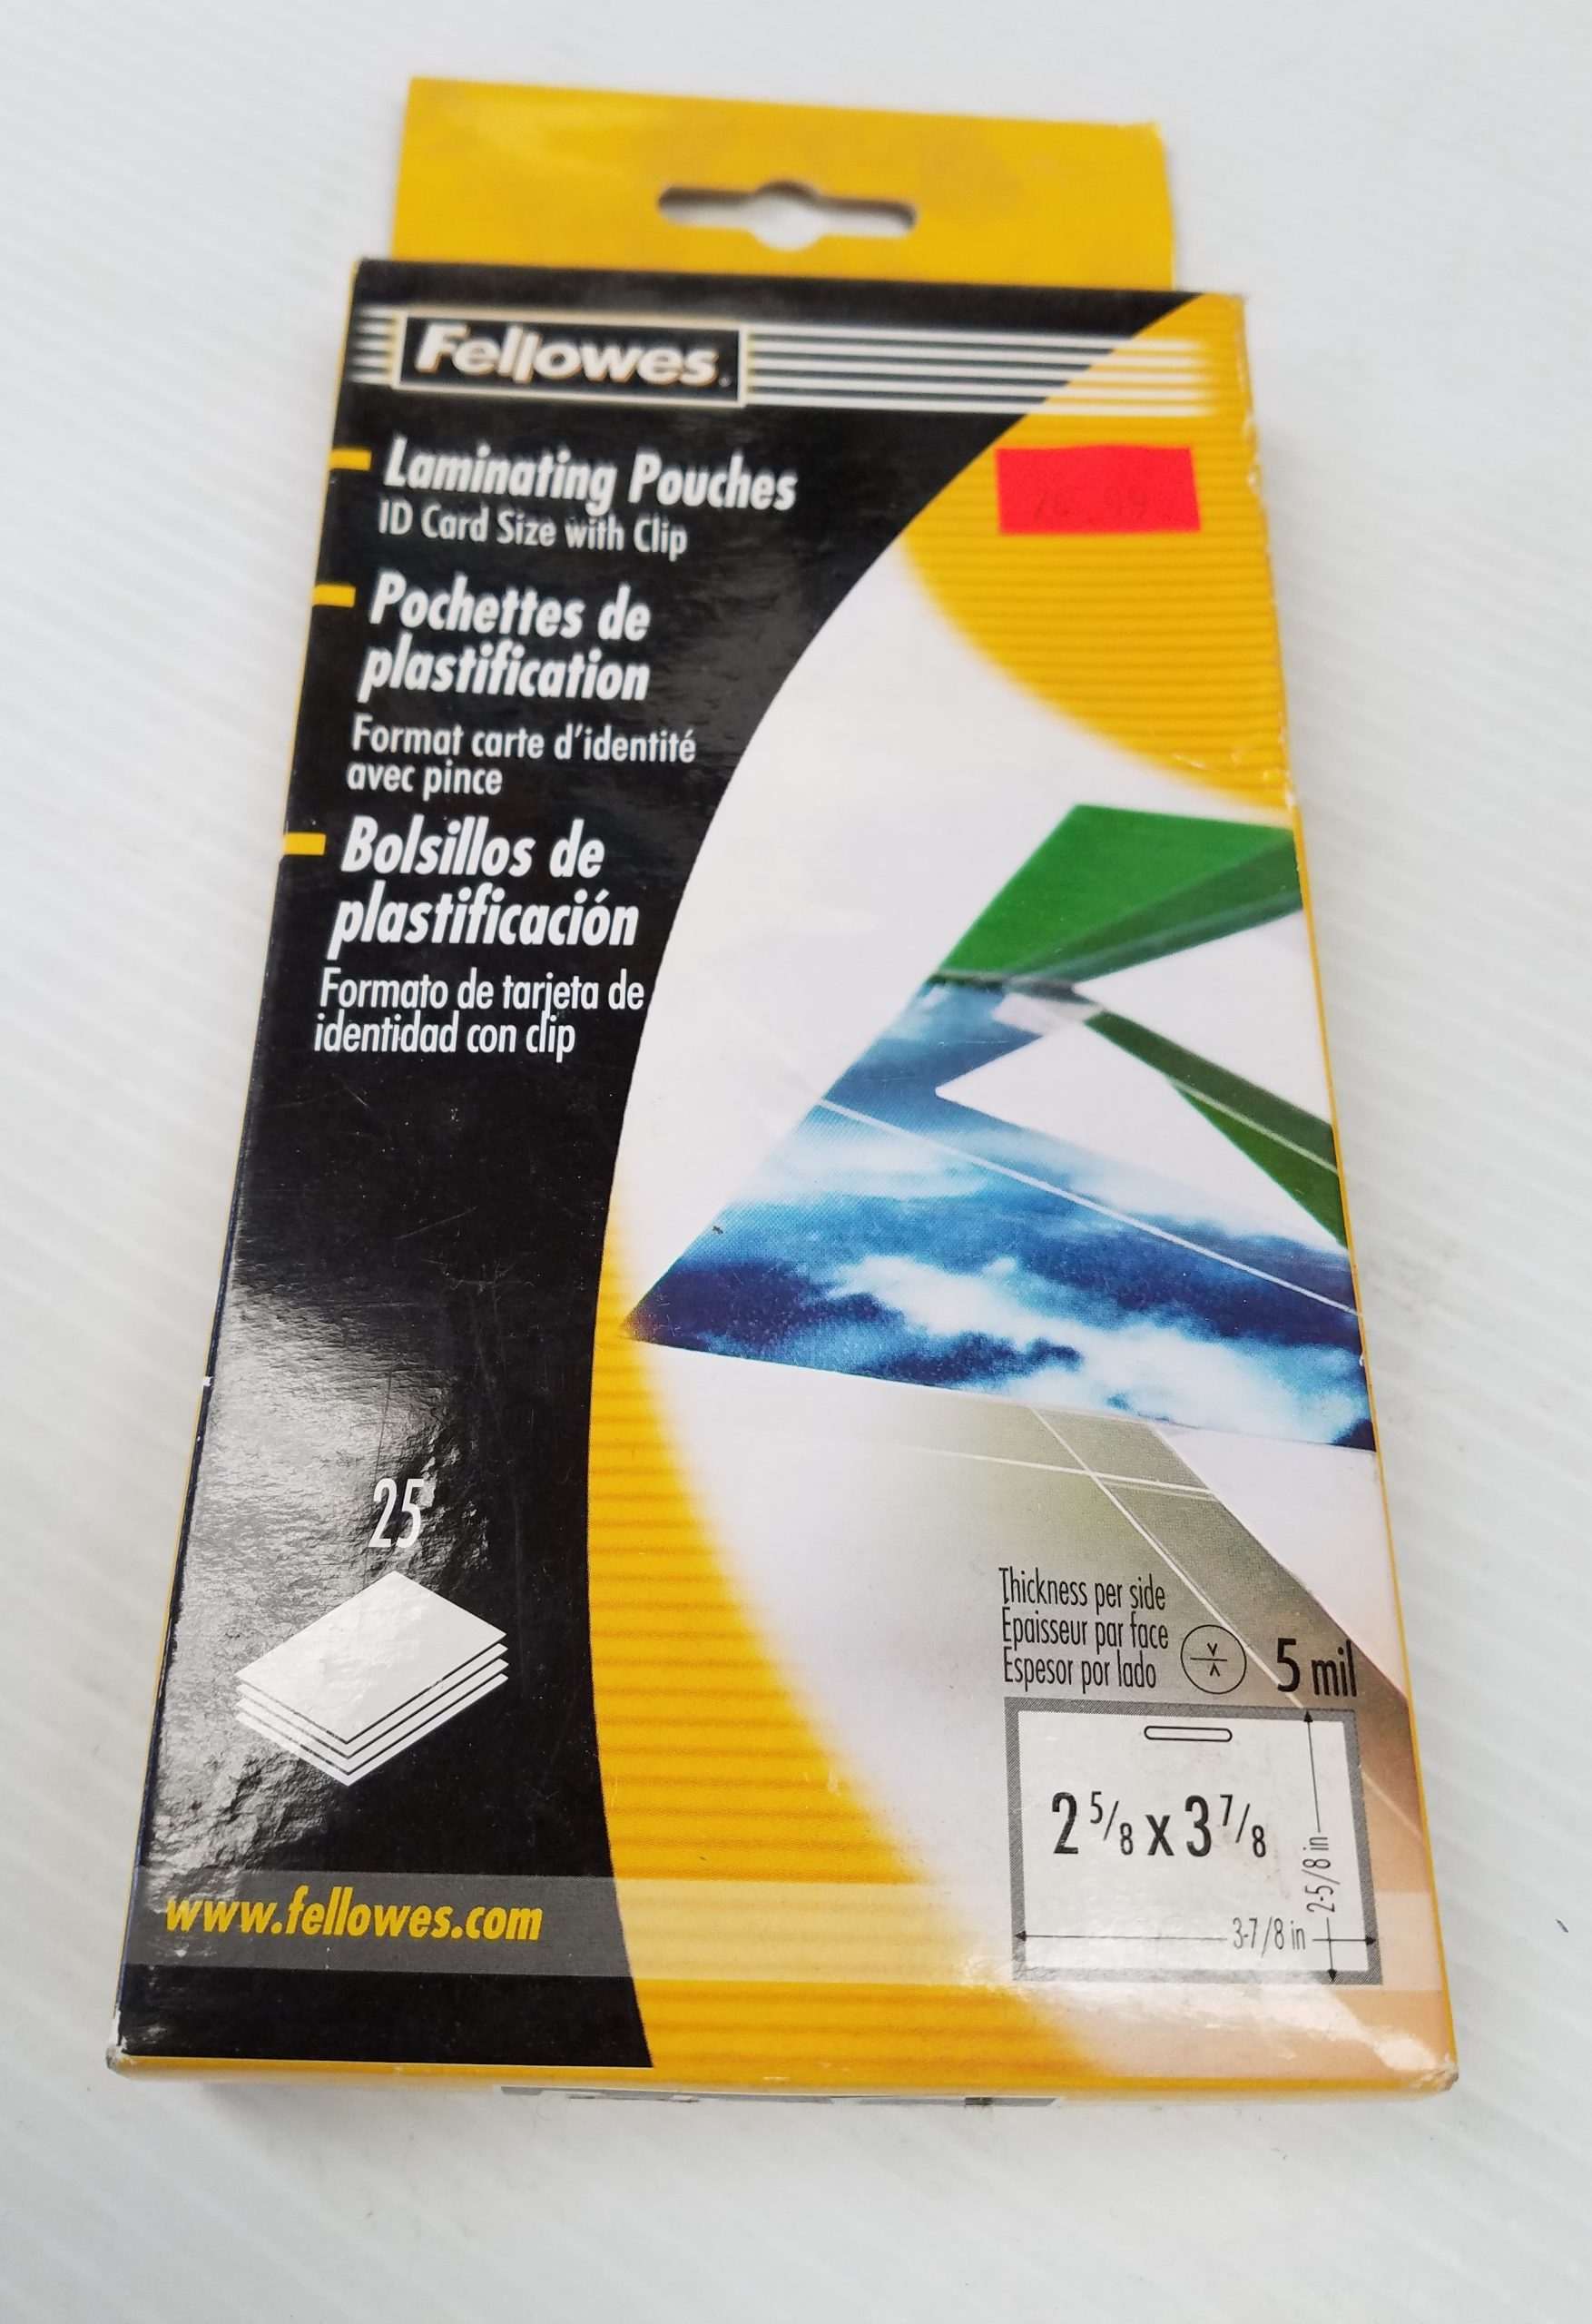 Fellowes.
Laminating Pouches
ID Card Size with Clip
Pochettes de
plastification
Format carte d'identité
avec pince
Bolsillos de
plastificación
Formato de tarjeta de
identidad con clip
25
Thickness per side
Épaisseur par face
Espesor por lado
5 mil
2 5/8 x 3 7/8
2-5/8 in
3-7/8 in
www.fellowes.com